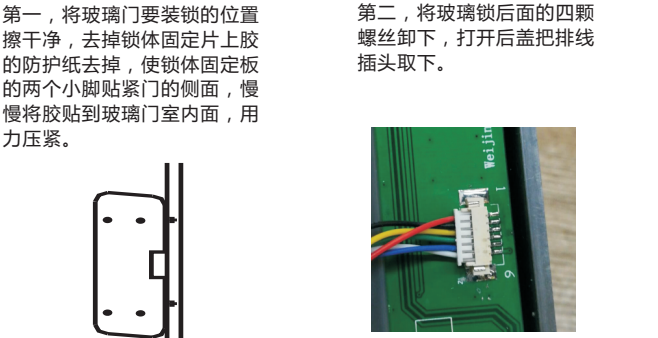 第一，将玻璃门要装锁的位置
擦干净，去掉锁体固定片上胶
的防护纸去掉，使锁体固定板
的两个小脚贴紧门的侧面，慢
慢将胶贴到玻璃门室内面，用
力压紧。
第二，将玻璃锁后面的四颗
螺丝卸下，打开后盖把排线
插头取下。
Weijin
1
6